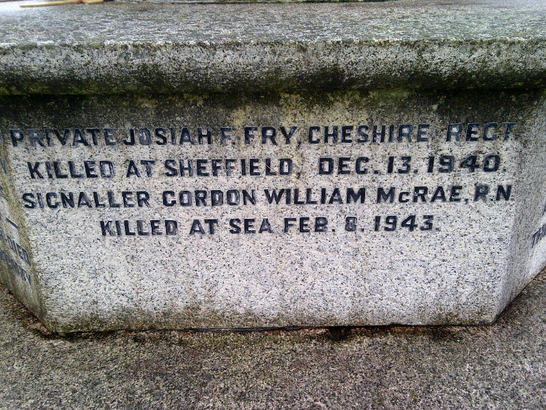 PRIVATE JOSIAH F. FRY, CHESHIRE REGT
KILLED AT SHEFFIELD, DEC. 13. 1940.
SIGNALLER GORDON WILLIAM McRAE, R.N.
KILLED AT SEA FEB. 8. 1943.